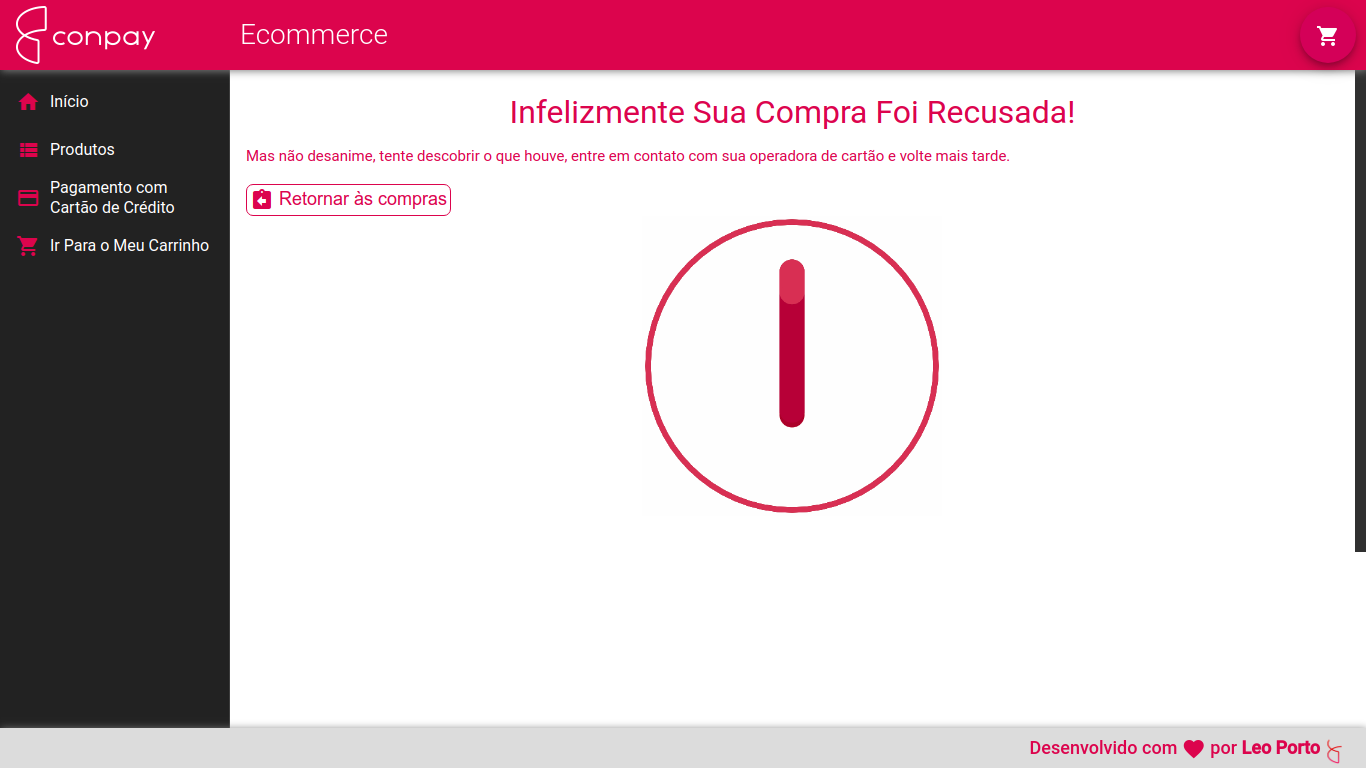 conpay
Ecommerce
Início
Produtos
Pagamento com
Cartão de Crédito
Ir Para o Meu Carrinho
Infelizmente Sua Compra Foi Recusada!
Mas não desanime, tente descobrir o que houve, entre em contato com sua operadora de cartão e volte mais tarde.
Retornar às compras
Desenvolvido com por Leo Porto